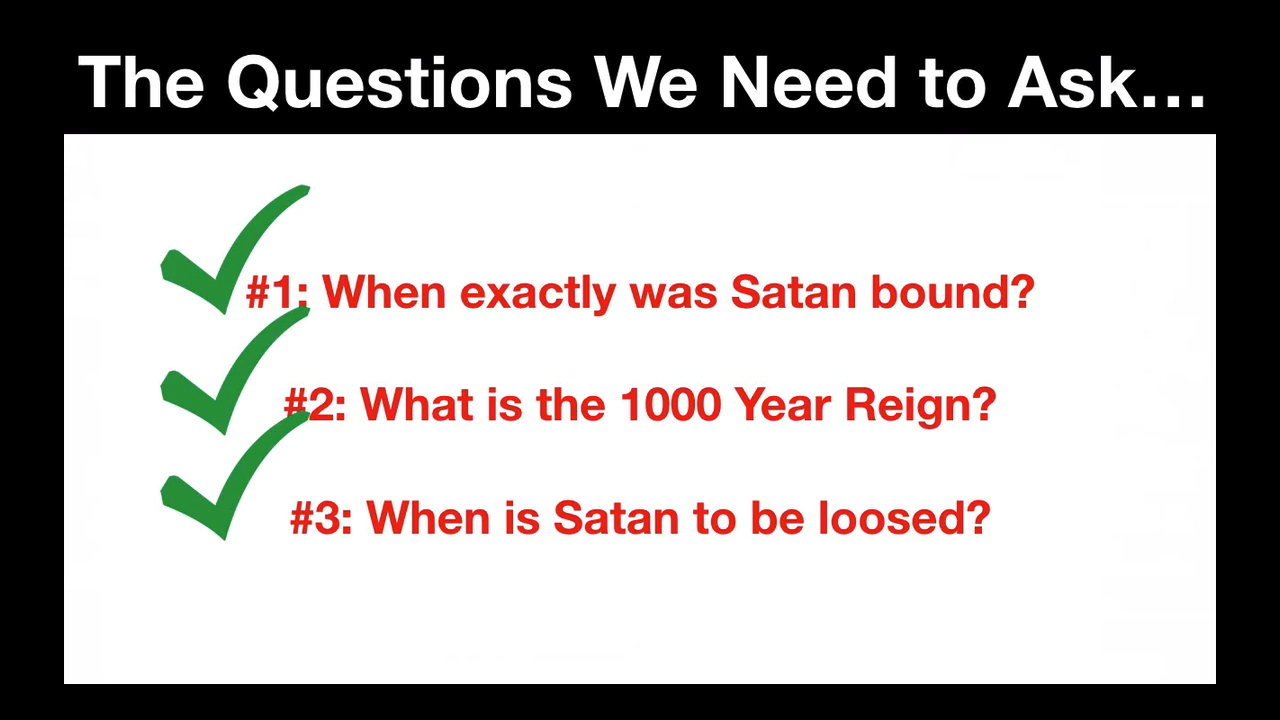 The Questions We Need to Ask…
#1: When exactly was Satan bound?
#2: What is the 1000 Year Reign?
#3: When is Satan to be loosed?